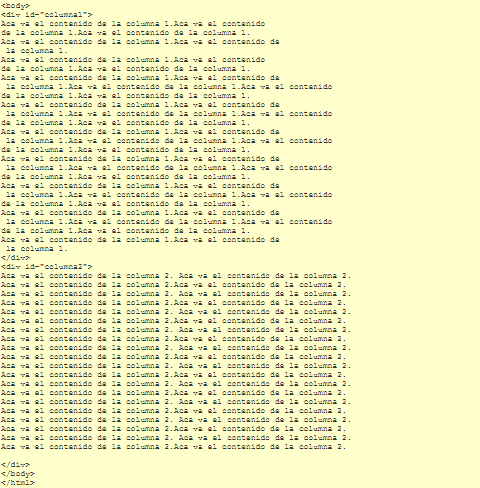 <body>
<div id="columna1">
Aca va el contenido de la columna 1.Aca va el contenido
de la columna 1.Aca va el contenido de la columna 1.
Aca va el contenido de la columna 1.Aca va el contenido de
 la columna 1.
Aca va el contenido de la columna 1.Aca va el contenido
de la columna 1.Aca va el contenido de la columna 1.
Aca va el contenido de la columna 1.Aca va el contenido de
 la columna 1.Aca va el contenido de la columna 1.Aca va el contenido
de la columna 1.Aca va el contenido de la columna 1.
Aca va el contenido de la columna 1.Aca va el contenido de
 la columna 1.Aca va el contenido de la columna 1.Aca va el contenido
de la columna 1.Aca va el contenido de la columna 1.
Aca va el contenido de la columna 1.Aca va el contenido de
 la columna 1.Aca va el contenido de la columna 1.Aca va el contenido
de la columna 1.Aca va el contenido de la columna 1.
Aca va el contenido de la columna 1.Aca va el contenido de
 la columna 1.Aca va el contenido de la columna 1.Aca va el contenido
de la columna 1.Aca va el contenido de la columna 1.
Aca va el contenido de la columna 1.Aca va el contenido de
 la columna 1.Aca va el contenido de la columna 1.Aca va el contenido
de la columna 1.Aca va el contenido de la columna 1.
Aca va el contenido de la columna 1.Aca va el contenido de
 la columna 1.Aca va el contenido de la columna 1.Aca va el contenido
de la columna 1.Aca va el contenido de la columna 1.
Aca va el contenido de la columna 1.Aca va el contenido de
 la columna 1.
</div>
<div id="columna2">
Aca va el contenido de la columna 2. Aca va el contenido de la columna 2.
Aca va el contenido de la columna 2.Aca va el contenido de la columna 2.
Aca va el contenido de la columna 2. Aca va el contenido de la columna 2.
Aca va el contenido de la columna 2.Aca va el contenido de la columna 2.
Aca va el contenido de la columna 2. Aca va el contenido de la columna 2.
Aca va el contenido de la columna 2.Aca va el contenido de la columna 2.
Aca va el contenido de la columna 2. Aca va el contenido de la columna 2.
Aca va el contenido de la columna 2.Aca va el contenido de la columna 2.
Aca va el contenido de la columna 2. Aca va el contenido de la columna 2.
Aca va el contenido de la columna 2.Aca va el contenido de la columna 2.
Aca va el contenido de la columna 2. Aca va el contenido de la columna 2.
Aca va el contenido de la columna 2.Aca va el contenido de la columna 2.
Aca va el contenido de la columna 2. Aca va el contenido de la columna 2.
Aca va el contenido de la columna 2.Aca va el contenido de la columna 2.
Aca va el contenido de la columna 2. Aca va el contenido de la columna 2.
Aca va el contenido de la columna 2.Aca va el contenido de la columna 2.
Aca va el contenido de la columna 2. Aca va el contenido de la columna 2.
Aca va el contenido de la columna 2.Aca va el contenido de la columna 2.
Aca va el contenido de la columna 2. Aca va el contenido de la columna 2.
Aca va el contenido de la columna 2.Aca va el contenido de la columna 2.

</div>
</body>
</html>